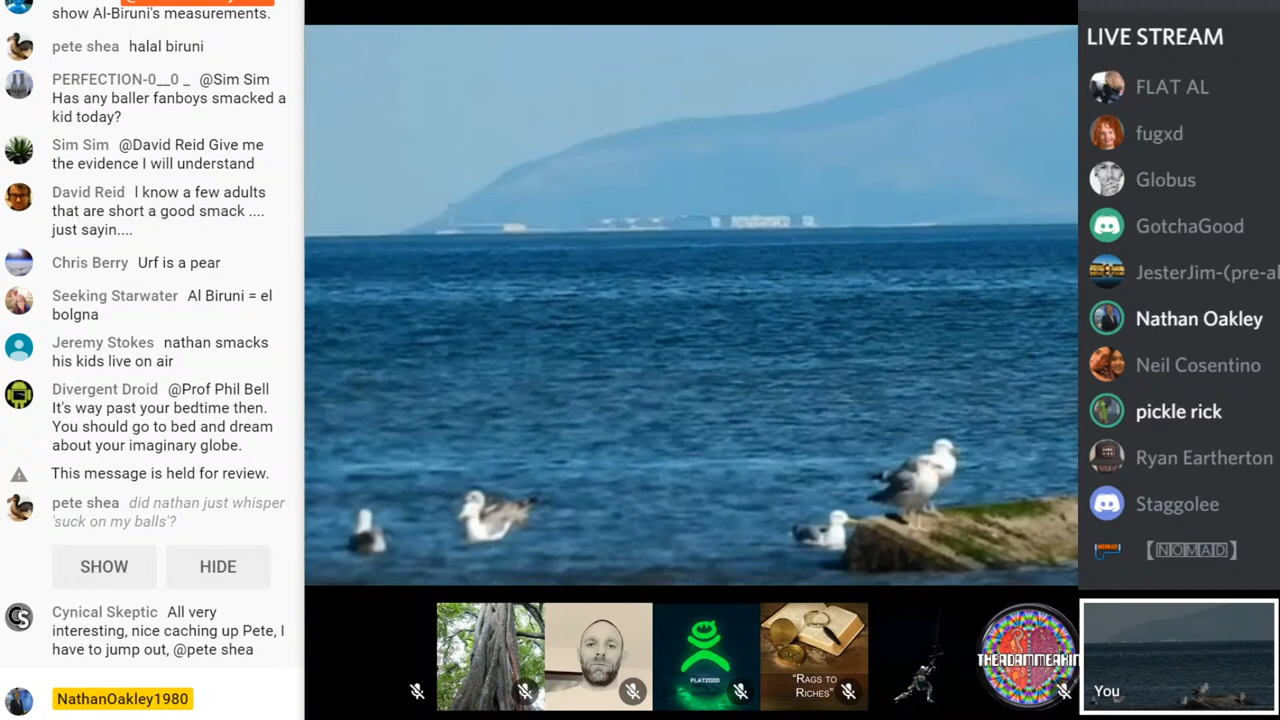 show Al-Biruni's measurements.
pete shea halal biruni
PERFECTION-0__0 _ @Sim Sim
Has any baller fanboys smacked a
kid today?
Sim Sim @David Reid Give me
the evidence I will understand
David Reid I know a few adults
that are short a good smack ....
just sayin....
Chris Berry Urf is a pear
Seeking Starwater Al Biruni = el
bolgna
Jeremy Stokes nathan smacks
his kids live on air
Divergent Droid @Prof Phil Bell
It's way past your bedtime then.
You should go to bed and dream
about your imaginary globe.
This message is held for review.
pete shea did nathan just whisper
'suck on my balls'?
SHOW HIDE
Cynical Skeptic All very
interesting, nice caching up Pete, I
have to jump out, @pete shea
NathanOakley1980
LIVE STREAM
FLAT AL
fugxd
Globus
GotchaGood
JesterJim-(pre-al
Nathan Oakley
Neil Cosentino
pickle rick
Ryan Eartherton
Staggolee
【NOMAD】
FLATZOID
"RAGS TO
RICHES"
THEADAMMEAKIN
You